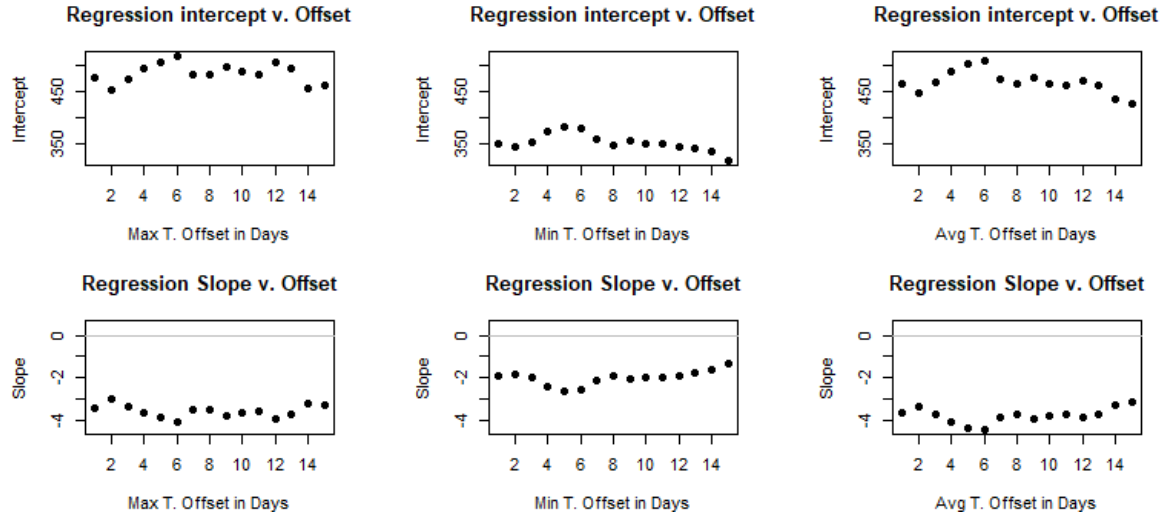 Regression intercept v. Offset
Intercept
450
350
2 4 6 8 10 12 14
Max T. Offset in Days
Regression intercept v. Offset
Intercept
450
350
2 4 6 8 10 12 14
Min T. Offset in Days
Regression intercept v. Offset
Intercept
450
350
2 4 6 8 10 12 14
Avg T. Offset in Days
Regression Slope v. Offset
Slope
0
-2
-4
2 4 6 8 10 12 14
Max T. Offset in Days
Regression Slope v. Offset
Slope
0
-2
-4
2 4 6 8 10 12 14
Min T. Offset in Days
Regression Slope v. Offset
Slope
0
-2
-4
2 4 6 8 10 12 14
Avg T. Offset in Days